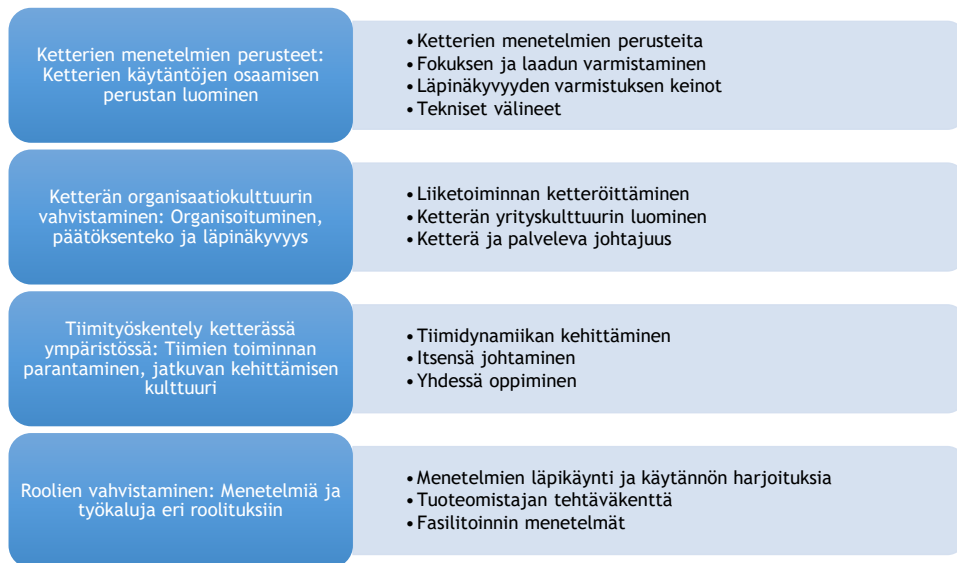 Ketterien menetelmien perusteet:
Ketterien käytäntöjen osaamisen
perustan luominen
• Ketterien menetelmien perusteita
• Fokuksen ja laadun varmistaminen
• Läpinäkyvyyden varmistuksen keinot
• Tekniset välineet
Ketterän organisaatiokulttuurin
vahvistaminen: Organisoituminen,
päätöksenteko ja läpinäkyvyys
• Liiketoiminnan ketteröittäminen
• Ketterän yrityskulttuurin luominen
• Ketterä ja palveleva johtajuus
Tiimityöskentely ketterässä
ympäristössä: Tiimien toiminnan
parantaminen, jatkuvan kehittämisen
kulttuuri
• Tiimidynamiikan kehittäminen
• Itsensä johtaminen
• Yhdessä oppiminen
Roolien vahvistaminen: Menetelmiä ja
työkaluja eri roolituksiin
• Menetelmien läpikäynti ja käytännön harjoituksia
• Tuoteomistajan tehtäväkenttä
• Fasilitoinnin menetelmät